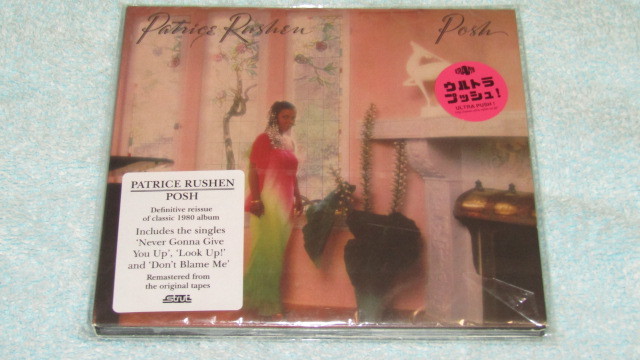 Patrice Rushen
Posh
ウルトラ
プッシュ!
ULTRA-PUSH!
PATRICE RUSHEN
POSH
Definitive reissue
of classic 1980 album
Includes the singles
'Never Gonna Give
You Up', 'Look Up!'
and 'Don't Blame Me'
Remastered from
the original tapes
strut